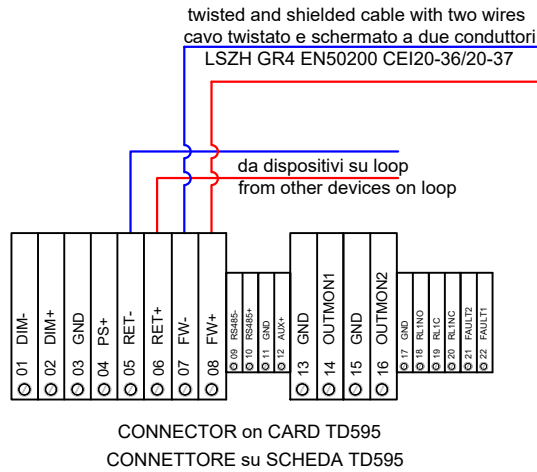 twisted and shielded cable with two wires
cavo twistato e schermato a due conduttori
LSZH GR4 EN50200 CEI20-36/20-37
da dispositivi su loop
from other devices on loop
01 DIM-
02 DIM+
03 GND
04 PS+
05 RET-
06 RET+
07 FW-
08 FW+
09 RS485-
10 RS485+
11 GND
12 AUX+
13 GND
14 OUTMON1
15 GND
16 OUTMON2
17 GND
18 RL1NO
19 RL1C
20 RL1NC
21 FAULT2
22 FAULT1
CONNECTOR on CARD TD595
CONNETTORE su SCHEDA TD595